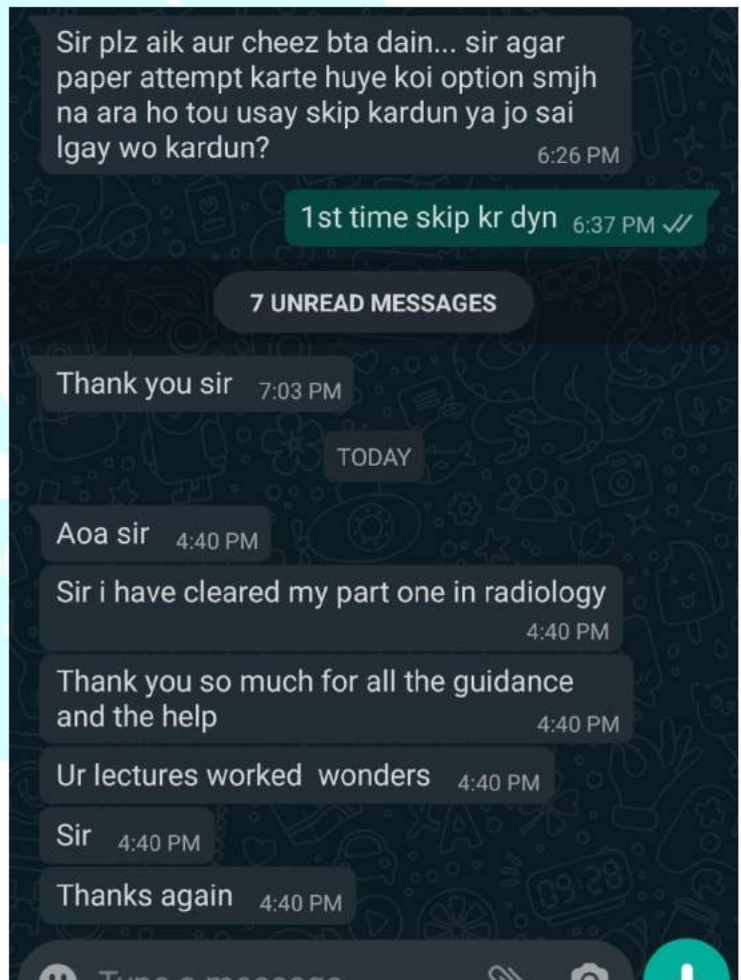 Sir plz aik aur cheez bta dain... sir agar
paper attempt karte huye koi option smjh
na ara ho tou usay skip kardun ya jo sai
lgay wo kardun?
6:26 PM
1st time skip kr dyn 6:37 PM
7 UNREAD MESSAGES
Thank you sir 7:03 PM
TODAY
Aoa sir 4:40 PM
Sir i have cleared my part one in radiology
4:40 PM
Thank you so much for all the guidance
and the help 4:40 PM
Ur lectures worked wonders 4:40 PM
Sir 4:40 PM
Thanks again 4:40 PM
Type a message